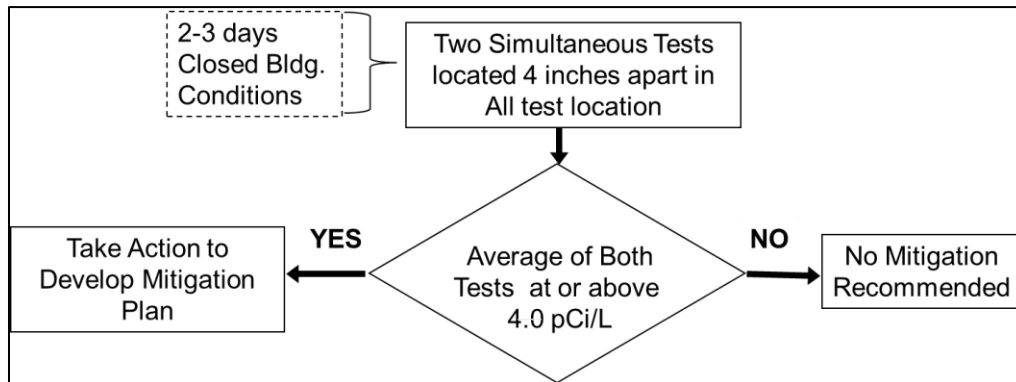 2-3 days
Closed Bldg.
Conditions
Two Simultaneous Tests
located 4 inches apart in
All test location
YES
NO
Take Action to
Develop Mitigation
Plan
Average of Both
Tests at or above
4.0 pCi/L
No Mitigation
Recommended